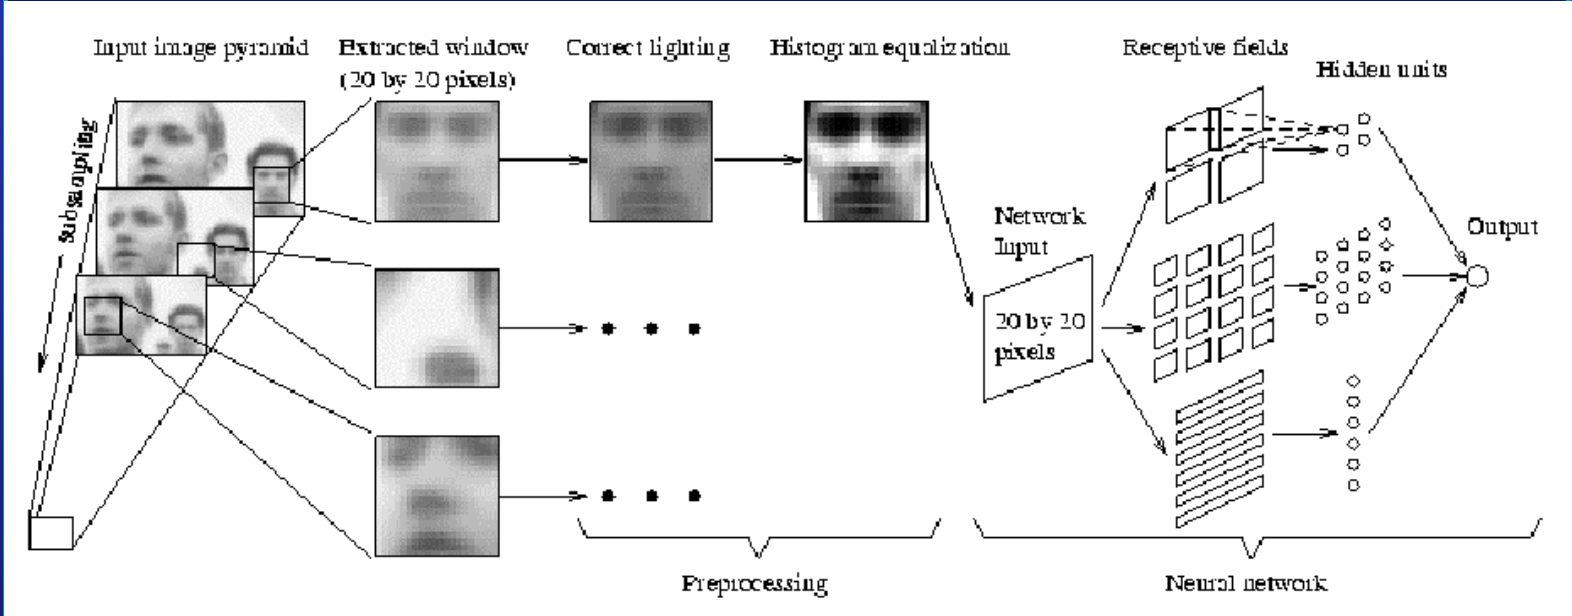 Input image pyramid
Extracted window
(20 by 20 pixels)
Correct lighting
Histogram equalization
Receptive fields
Hidden units
subsampling
Network
Input
20 by 20
pixels
Output
Preprocessing
Neural network